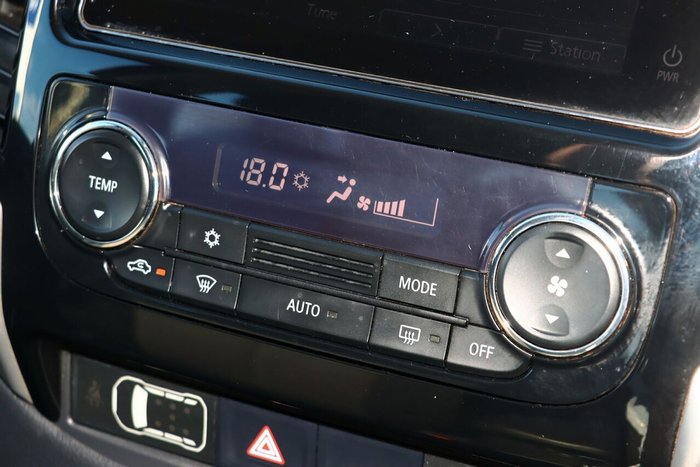 Tune
Station
PWR
18.0
TEMP
MODE
AUTO
OFF